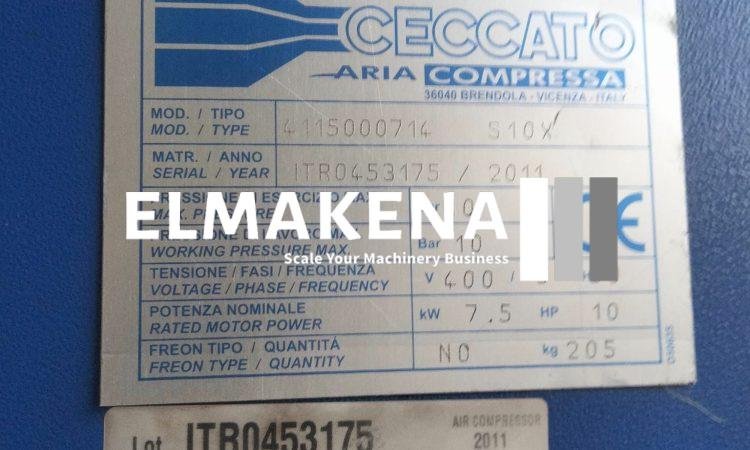 CECCATO
ARIA COMPRESSA
36040 BRENDOLA - VICENZA - ITALY
MOD. / TIPO
MOD. / TYPE 4115000714 S10X
MATR. / ANNO
SERIAL / YEAR ITR0453175 / 2011
ELMAKENA
WORKING PRESSURE MAX. Bar 10
Scale Your Machinery Business
TENSIONE / FASI / FREQUENZA
VOLTAGE / PHASE / FREQUENCY V 400 /
POTENZA NOMINALE
RATED MOTOR POWER kW 7.5 HP 10
FREON TIPO / QUANTITÁ
FREON TYPE / QUANTITY NO kg 205
CE
Lot ITR0453175 AIR COMPRESSOR
2011